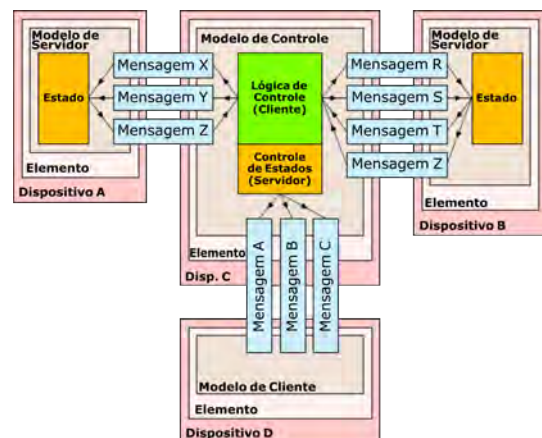 Modelo de
Servidor
Estado
Elemento
Dispositivo A
Mensagem X
Mensagem Y
Mensagem Z
Modelo de Controle
Lógica de
Controle
(Cliente)
Controle
de Estados
(Servidor)
Elemento
Disp. C
Mensagem R
Mensagem S
Mensagem T
Mensagem Z
Modelo de
Servidor
Estado
Elemento
Dispositivo B
Mensagem A
Mensagem B
Mensagem C
Modelo de Cliente
Elemento
Dispositivo D